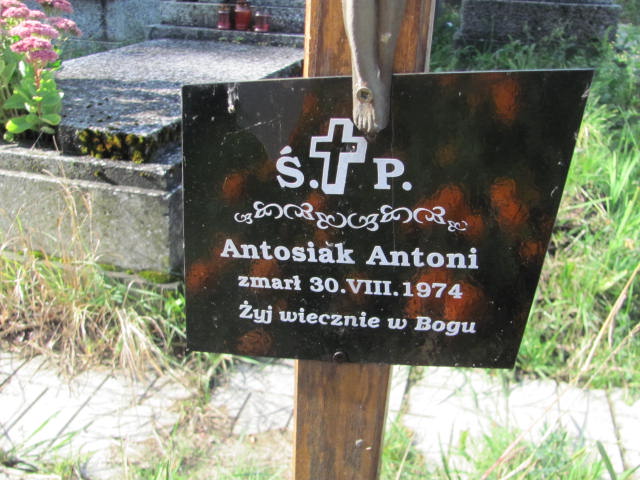 Ś. P.
Antosiak Antoni
zmarł 30.VIII.1974
Żyj wiecznie w Bogu